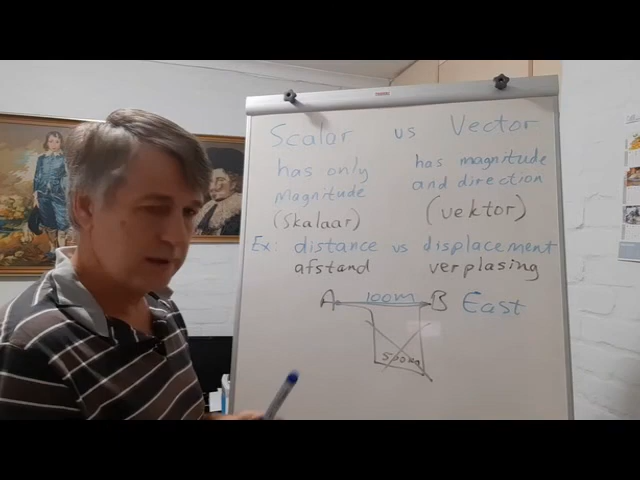 Scalar vs Vector
has only has magnitude
magnitude and direction
(skalaar) (vektor)
Ex: distance vs displacement
afstand verplasing
A 100m B East
500m